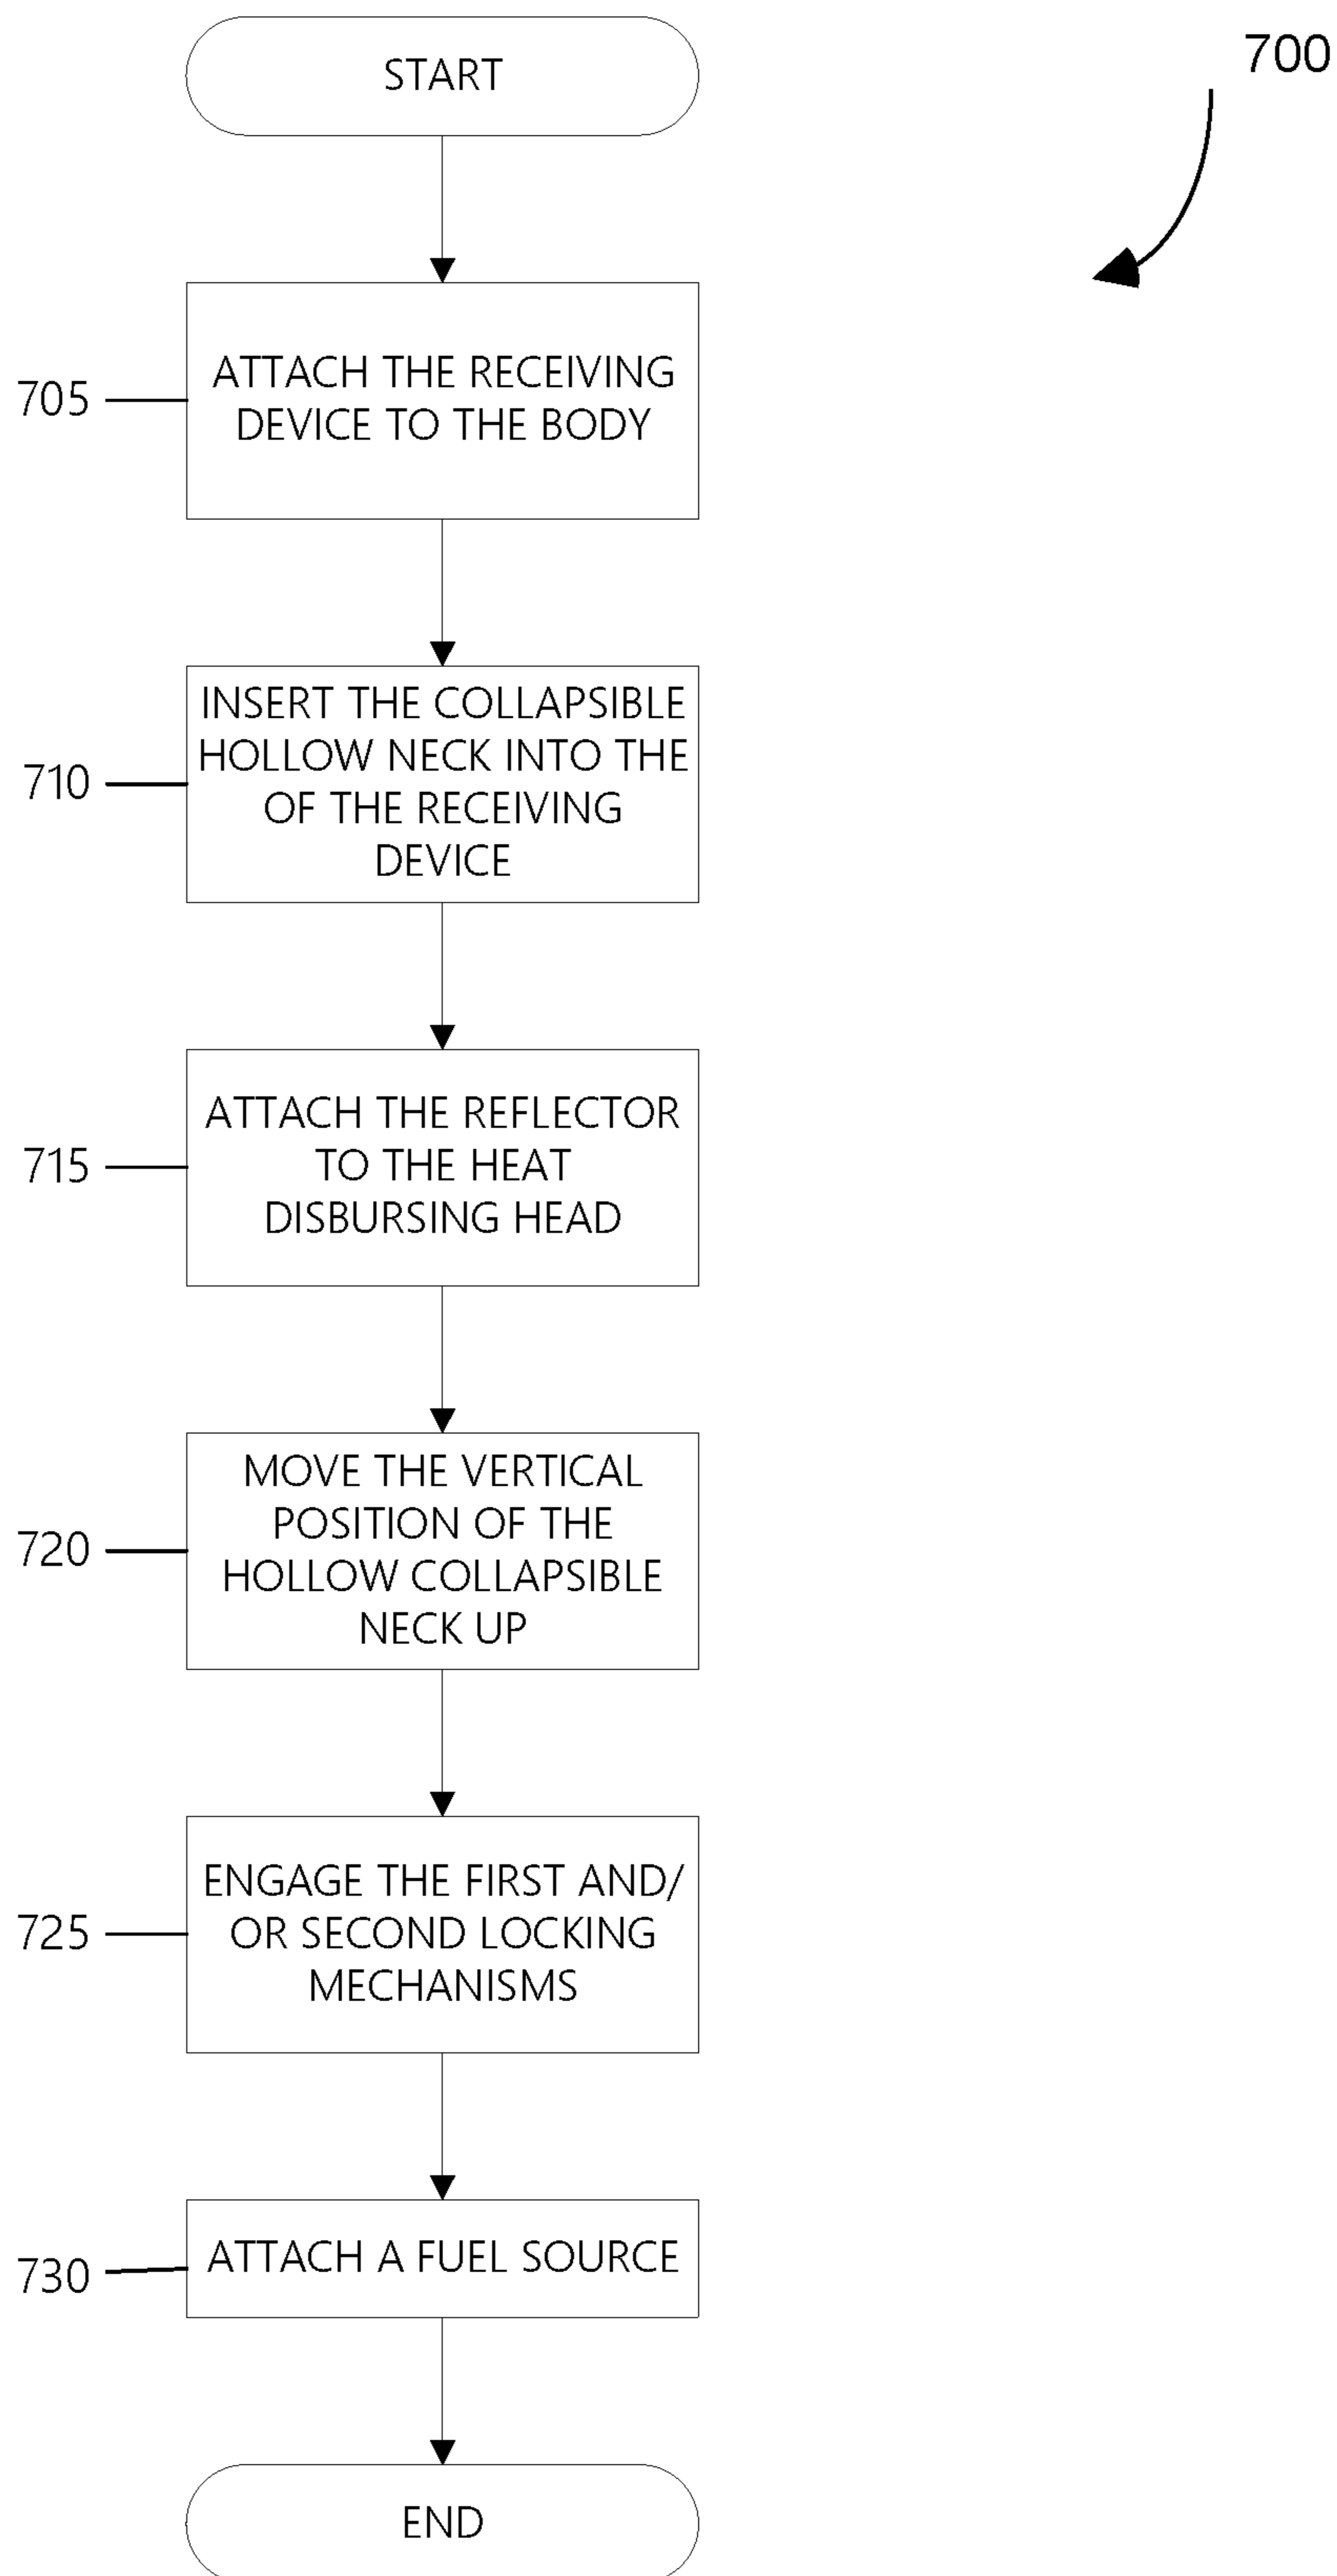 START
700
ATTACH THE RECEIVING
DEVICE TO THE BODY
705
INSERT THE COLLAPSIBLE
HOLLOW NECK INTO THE
OF THE RECEIVING
DEVICE
710
ATTACH THE REFLECTOR
TO THE HEAT
DISBURSING HEAD
715
MOVE THE VERTICAL
POSITION OF THE
HOLLOW COLLAPSIBLE
NECK UP
720
ENGAGE THE FIRST AND/
OR SECOND LOCKING
MECHANISMS
725
ATTACH A FUEL SOURCE
730
END